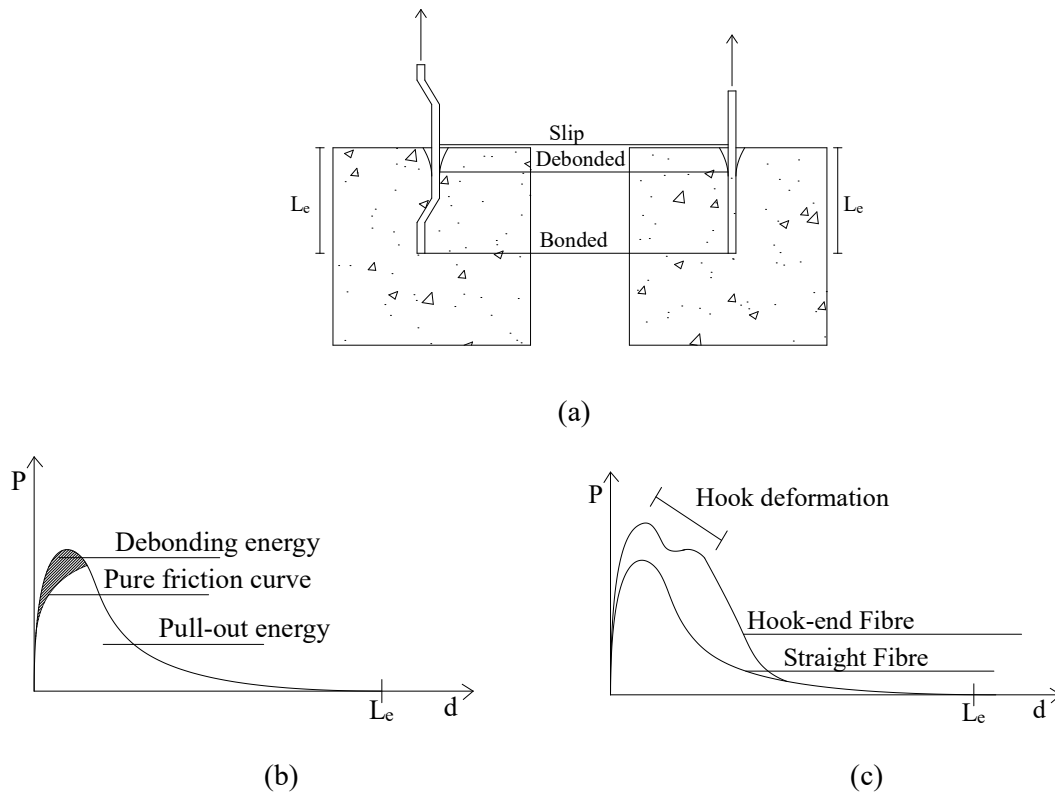 Slip
Debonded
Lₑ
Lₑ
Bonded
(a)
P
Debonding energy
Pure friction curve
Pull-out energy
Lₑ
d
(b)
P
Hook deformation
Hook-end Fibre
Straight Fibre
Lₑ
d
(c)